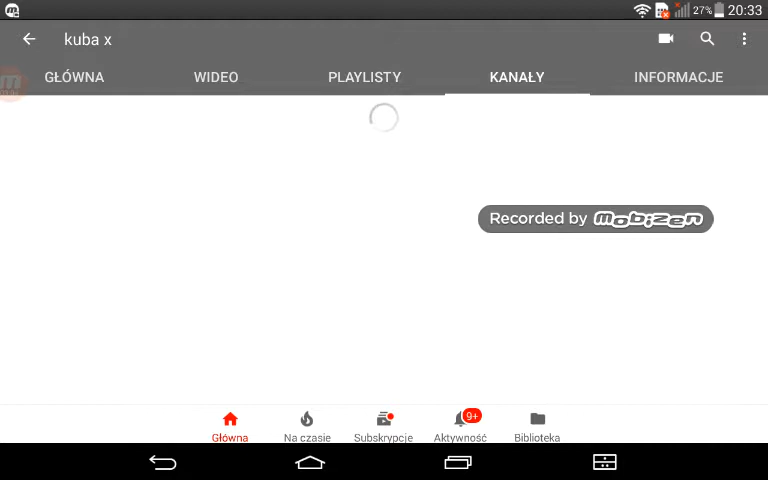 27% 20:33
kuba x
GŁÓWNA WIDEO PLAYLISTY KANAŁY INFORMACJE
Recorded by mobizen
9+
Główna Na czasie Subskrypcje Aktywność Biblioteka